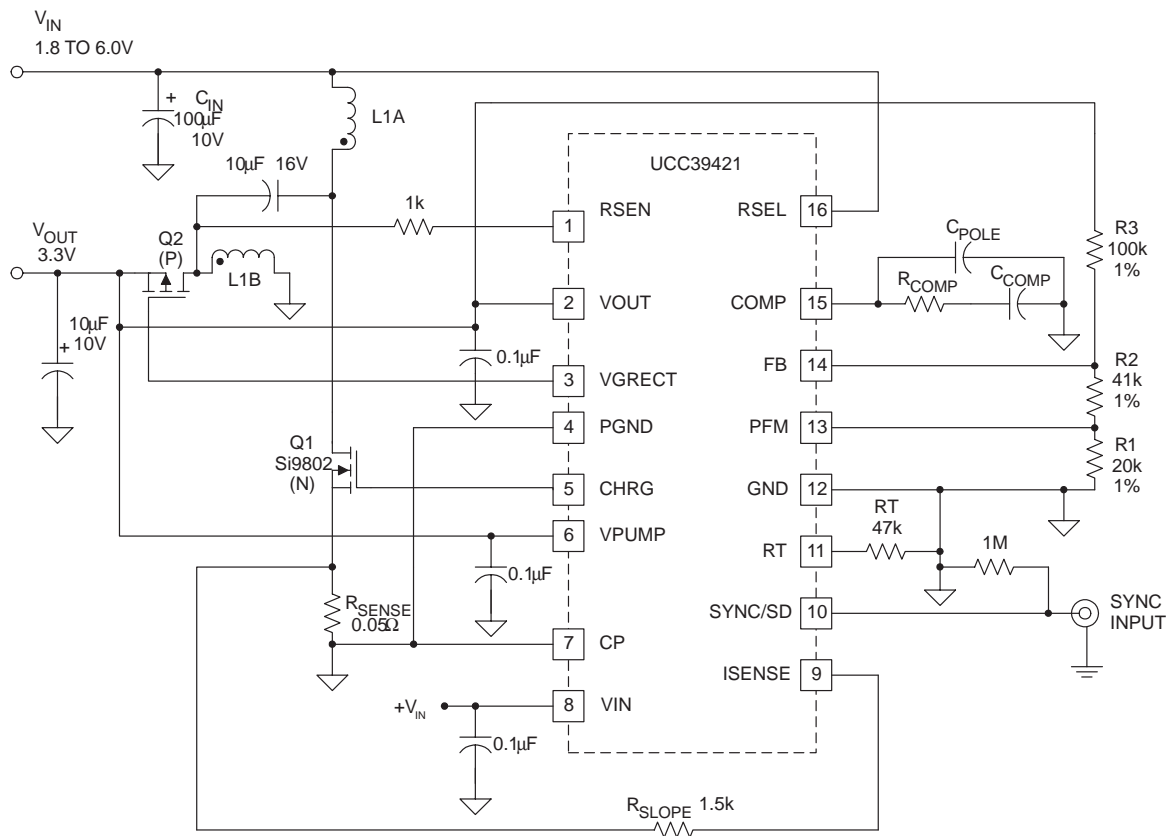 V_IN
1.8 TO 6.0V
+ C_IN
100µF
10V
L1A
UCC39421
10µF 16V
1k
1
RSEN
RSEL
16
V_OUT
3.3V
Q2
(P)
L1B
C_POLE
R_COMP
C_COMP
R3
100k
1%
2
VOUT
COMP
15
10µF
+ 10V
0.1µF
3
VGRECT
FB
14
R2
41k
1%
4
PGND
PFM
13
Q1
Si9802
(N)
R1
20k
1%
5
CHRG
GND
12
RT
47k
6
VPUMP
RT
11
1M
0.1µF
R_SENSE
0.05Ω
SYNC/SD
10
SYNC
INPUT
7
CP
ISENSE
9
+V_IN
8
VIN
0.1µF
R_SLOPE 1.5k